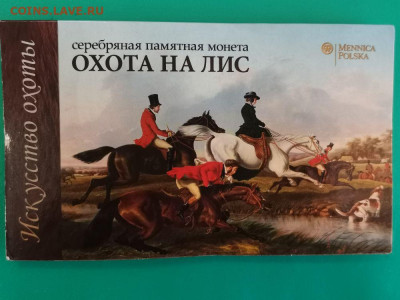 COINS.LAVE.RU
серебряная памятная монета
ОХОТА НА ЛИС
MENNICA
POLSKA
Искусство охоты